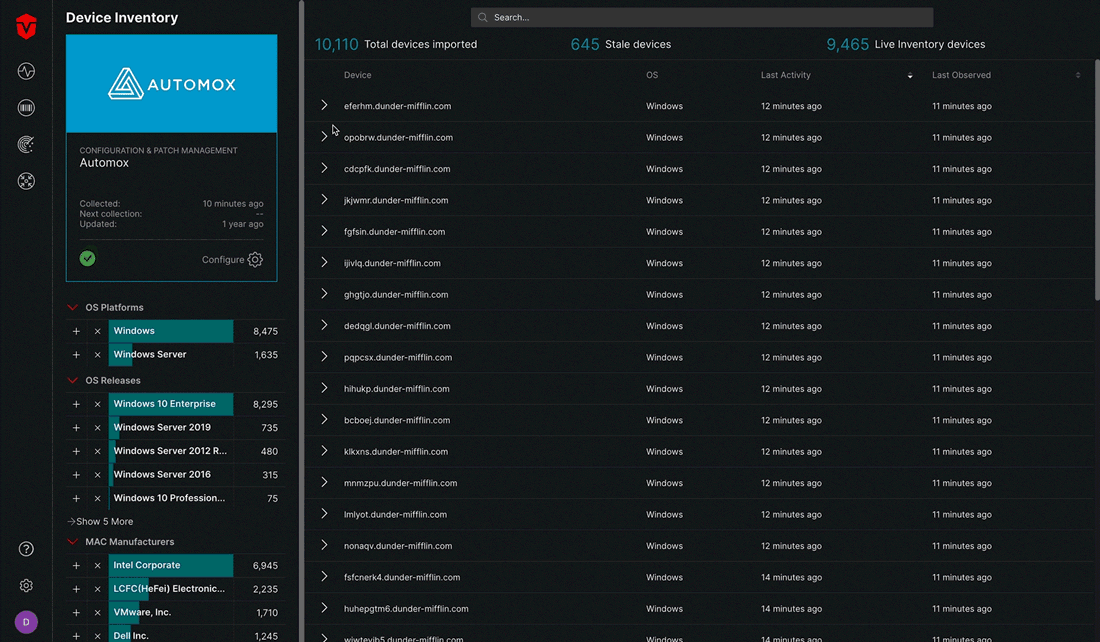 Device Inventory
Search...
10,110 Total devices imported
645 Stale devices
9,465 Live Inventory devices
AUTOMOX
CONFIGURATION & PATCH MANAGEMENT
Automox
Collected: 10 minutes ago
Next collection: --
Updated: 1 year ago
Configure
OS Platforms
Windows 8,475
Windows Server 1,635
OS Releases
Windows 10 Enterprise 8,295
Windows Server 2019 735
Windows Server 2012 R... 480
Windows Server 2016 315
Windows 10 Profession... 75
Show 5 More
MAC Manufacturers
Intel Corporate 6,945
LCFC(HeFei) Electronic... 2,235
VMware, Inc. 1,710
Dell Inc. 1,245
D
Device OS Last Activity Last Observed
eferhm.dunder-mifflin.com Windows 12 minutes ago 11 minutes ago
opobrw.dunder-mifflin.com Windows 12 minutes ago 11 minutes ago
cdcpfk.dunder-mifflin.com Windows 12 minutes ago 11 minutes ago
jkjwmr.dunder-mifflin.com Windows 12 minutes ago 11 minutes ago
fgfsin.dunder-mifflin.com Windows 12 minutes ago 11 minutes ago
ijivlq.dunder-mifflin.com Windows 12 minutes ago 11 minutes ago
ghgtjo.dunder-mifflin.com Windows 12 minutes ago 11 minutes ago
dedqgl.dunder-mifflin.com Windows 12 minutes ago 11 minutes ago
pqpcsx.dunder-mifflin.com Windows 12 minutes ago 11 minutes ago
hihukp.dunder-mifflin.com Windows 12 minutes ago 11 minutes ago
bcboej.dunder-mifflin.com Windows 12 minutes ago 11 minutes ago
klkxns.dunder-mifflin.com Windows 12 minutes ago 11 minutes ago
mnmzpu.dunder-mifflin.com Windows 12 minutes ago 11 minutes ago
lmlyot.dunder-mifflin.com Windows 12 minutes ago 11 minutes ago
nonaqv.dunder-mifflin.com Windows 12 minutes ago 11 minutes ago
fsfcnerk4.dunder-mifflin.com Windows 14 minutes ago 11 minutes ago
huhepgtm6.dunder-mifflin.com Windows 14 minutes ago 11 minutes ago
wjwtevib5.dunder-mifflin.com Windows 14 minutes ago 11 minutes ago